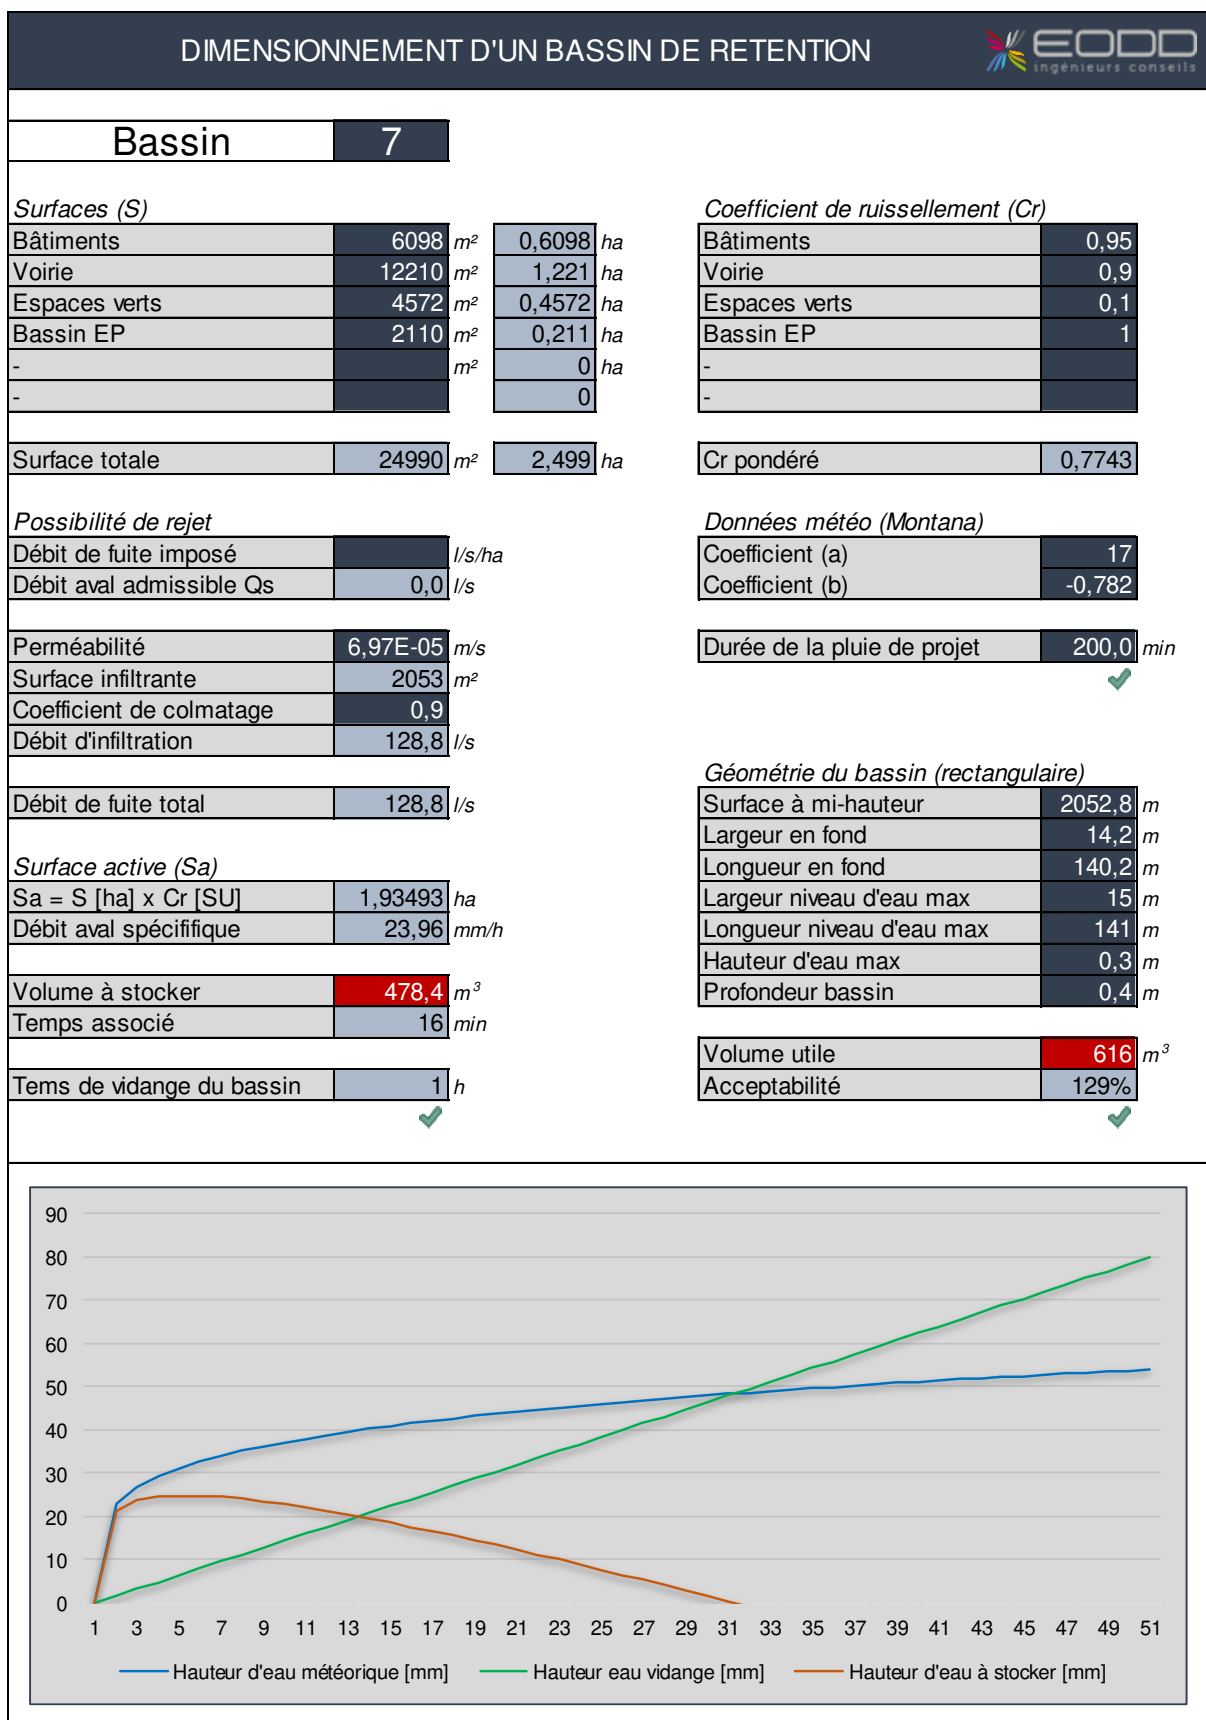 DIMENSIONNEMENT D'UN BASSIN DE RETENTION
EODD
ingénieurs conseils
Bassin 7
Surfaces (S)
Bâtiments 6098 m² 0,6098 ha
Voirie 12210 m² 1,221 ha
Espaces verts 4572 m² 0,4572 ha
Bassin EP 2110 m² 0,211 ha
- m² 0 ha
- 0
Surface totale 24990 m² 2,499 ha
Coefficient de ruissellement (Cr)
Bâtiments 0,95
Voirie 0,9
Espaces verts 0,1
Bassin EP 1
-
-
Cr pondéré 0,7743
Possibilité de rejet
Débit de fuite imposé l/s/ha
Débit aval admissible Qs 0,0 l/s
Données météo (Montana)
Coefficient (a) 17
Coefficient (b) -0,782
Perméabilité 6,97E-05 m/s
Surface infiltrante 2053 m²
Coefficient de colmatage 0,9
Débit d'infiltration 128,8 l/s
Durée de la pluie de projet 200,0 min
Débit de fuite total 128,8 l/s
Surface active (Sa)
Sa = S [ha] x Cr [SU] 1,93493 ha
Débit aval spécififique 23,96 mm/h
Volume à stocker 478,4 m³
Temps associé 16 min
Tems de vidange du bassin 1 h
Géométrie du bassin (rectangulaire)
Surface à mi-hauteur 2052,8 m
Largeur en fond 14,2 m
Longueur en fond 140,2 m
Largeur niveau d'eau max 15 m
Longueur niveau d'eau max 141 m
Hauteur d'eau max 0,3 m
Profondeur bassin 0,4 m
Volume utile 616 m³
Acceptabilité 129%
90
80
70
60
50
40
30
20
10
0
1 3 5 7 9 11 13 15 17 19 21 23 25 27 29 31 33 35 37 39 41 43 45 47 49 51
Hauteur d'eau météorique [mm] Hauteur eau vidange [mm] Hauteur d'eau à stocker [mm]